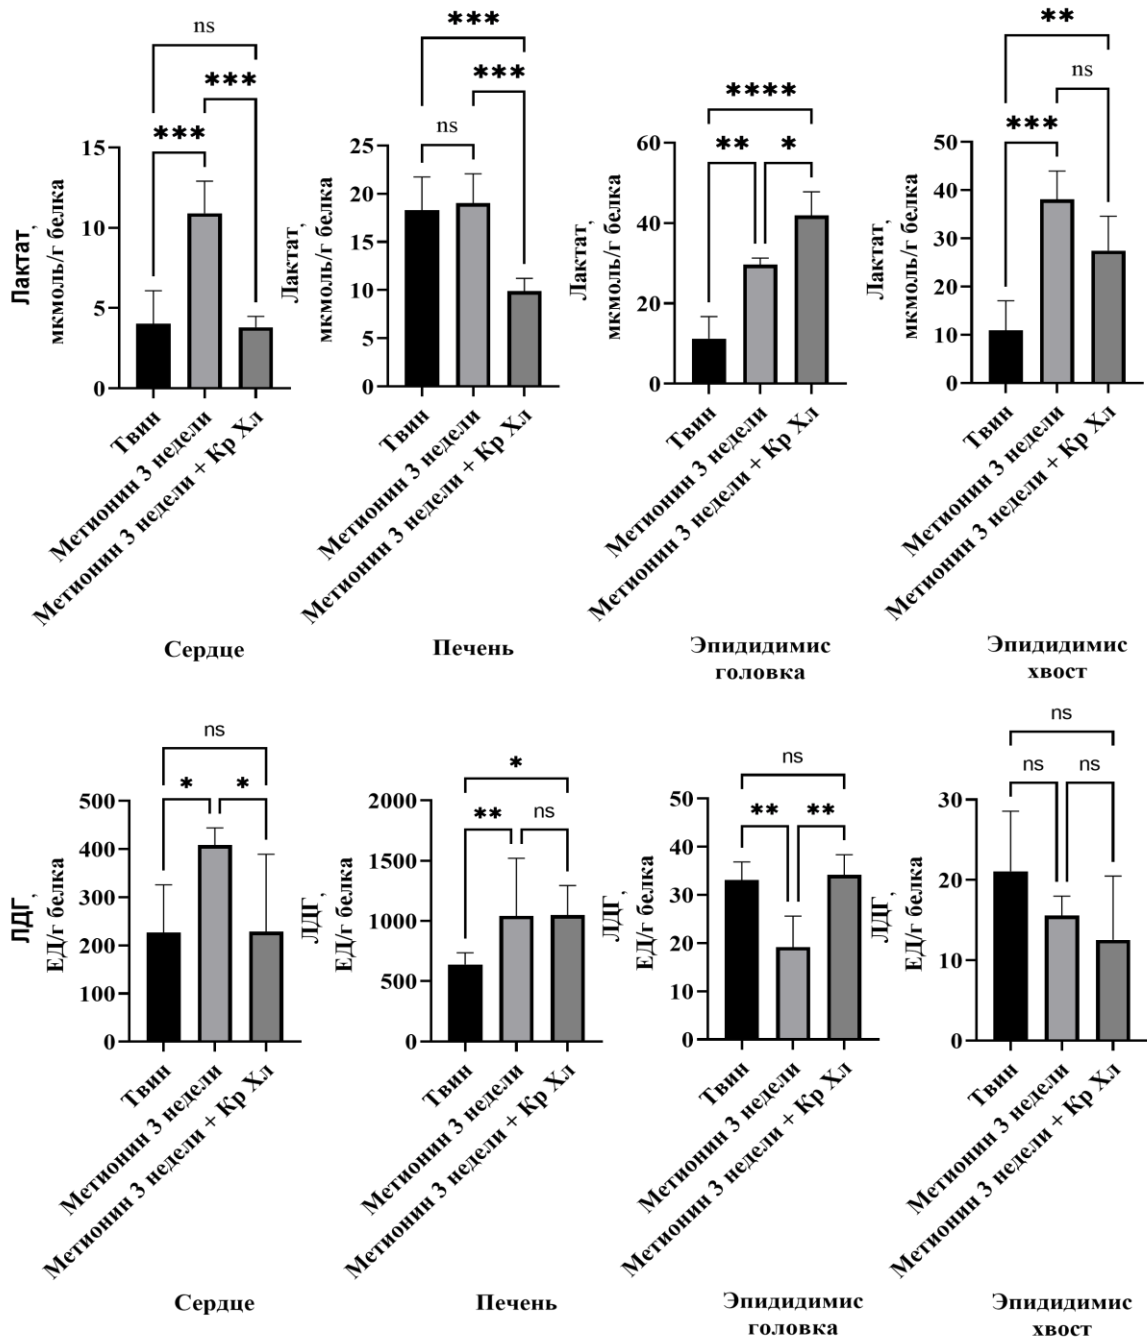 ns
***
***
15
10
5
0
Лактат,
мкмоль/г белка
Твин
Метионин 3 недели
Метионин 3 недели + Кр Хл
Сердце
***
***
ns
25
20
15
10
5
0
Лактат,
мкмоль/г белка
Твин
Метионин 3 недели
Метионин 3 недели + Кр Хл
Печень
****
**
*
60
40
20
0
Лактат,
мкмоль/г белка
Твин
Метионин 3 недели
Метионин 3 недели + Кр Хл
Эпидидимис
головка
**
ns
***
50
40
30
20
10
0
Лактат,
мкмоль/г белка
Твин
Метионин 3 недели
Метионин 3 недели + Кр Хл
Эпидидимис
хвост
ns
*
*
500
400
300
200
100
0
ЛДГ,
ЕД/г белка
Твин
Метионин 3 недели
Метионин 3 недели + Кр Хл
Сердце
*
**
ns
2000
1500
1000
500
0
ЛДГ,
ЕД/г белка
Твин
Метионин 3 недели
Метионин 3 недели + Кр Хл
Печень
ns
**
**
50
40
30
20
10
0
ЛДГ,
ЕД/г белка
Твин
Метионин 3 недели
Метионин 3 недели + Кр Хл
Эпидидимис
головка
ns
ns
ns
30
20
10
0
ЛДГ,
ЕД/г белка
Твин
Метионин 3 недели
Метионин 3 недели + Кр Хл
Эпидидимис
хвост